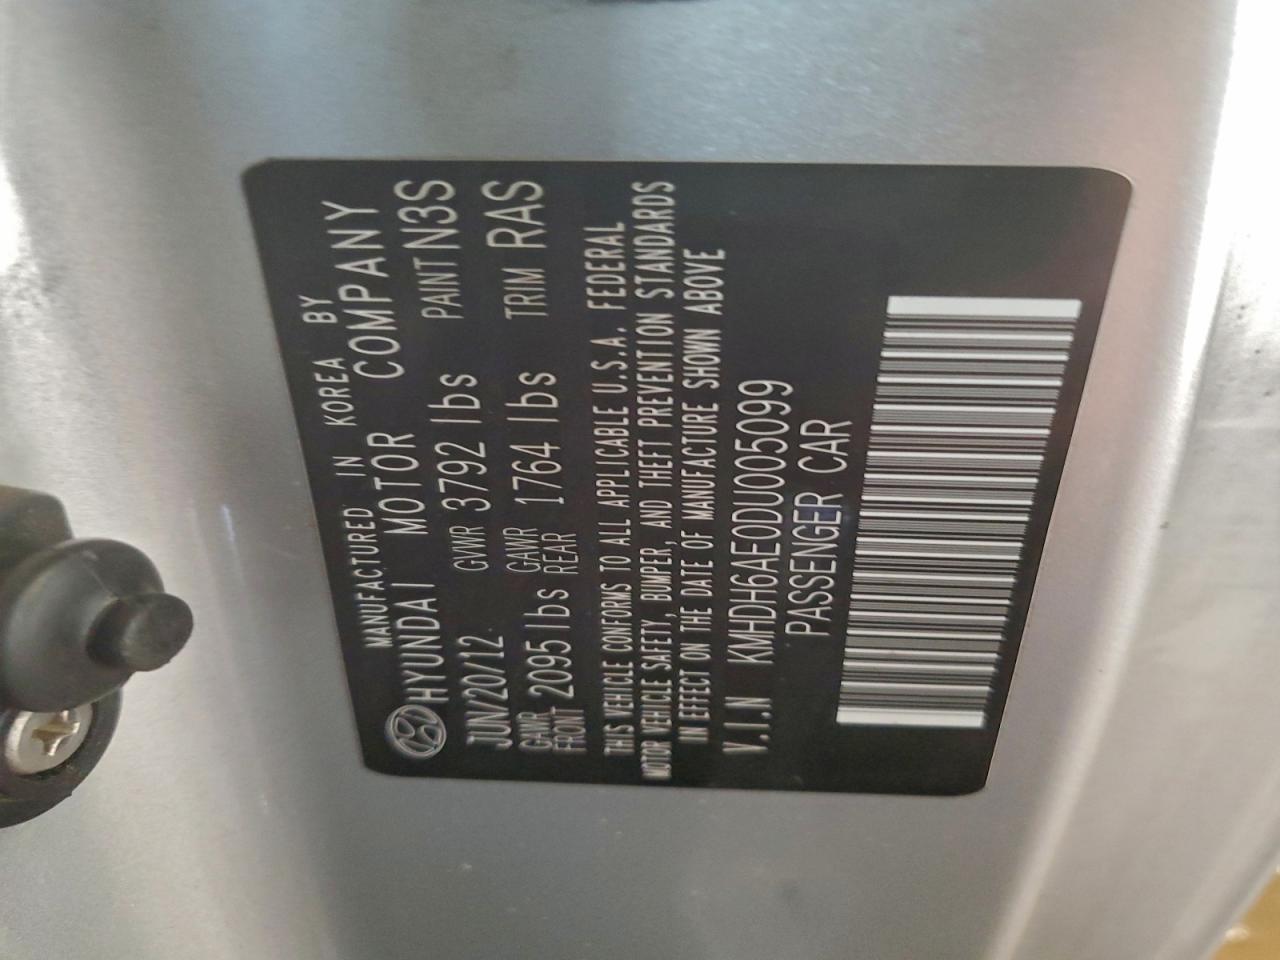 MANUFACTURED IN KOREA BY
HYUNDAI MOTOR COMPANY
JUN/20/12 GVWR 3792 lbs PAINT N3S
GAWR FRONT 2095 lbs GAWR REAR 1764 lbs TRIM RAS
THIS VEHICLE CONFORMS TO ALL APPLICABLE U.S.A. FEDERAL
MOTOR VEHICLE SAFETY, BUMPER, AND THEFT PREVENTION STANDARDS
IN EFFECT ON THE DATE OF MANUFACTURE SHOWN ABOVE
V.I.N KMHDH6AE0DU005099
PASSENGER CAR